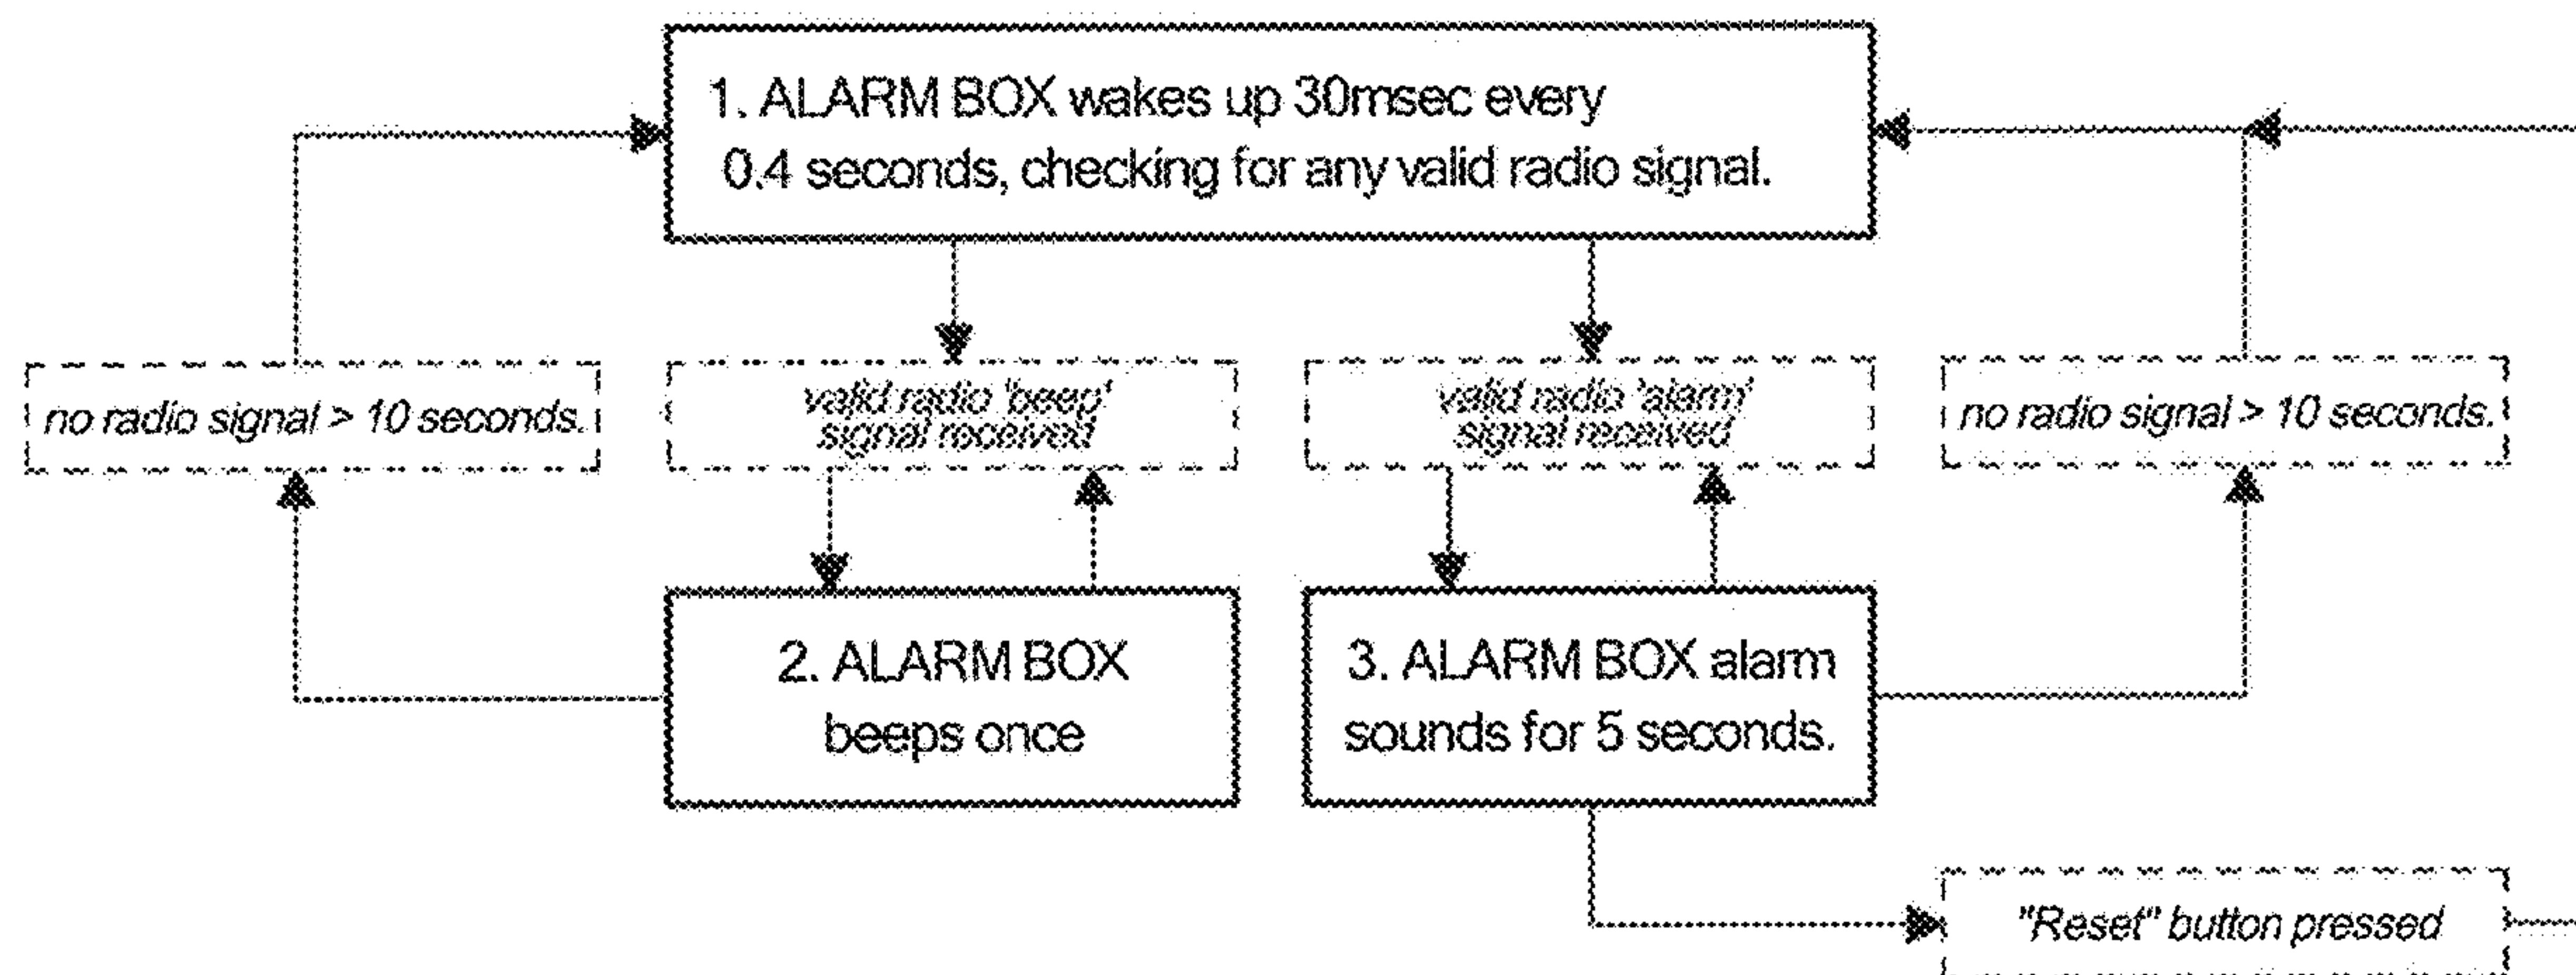 1. ALARM BOX wakes up 30msec every
0.4 seconds, checking for any valid radio signal.
no radio signal > 10 seconds.
valid radio 'beep'
signal received
valid radio 'alarm'
signal received
no radio signal > 10 seconds.
2. ALARM BOX
beeps once
3. ALARM BOX alarm
sounds for 5 seconds.
"Reset" button pressed